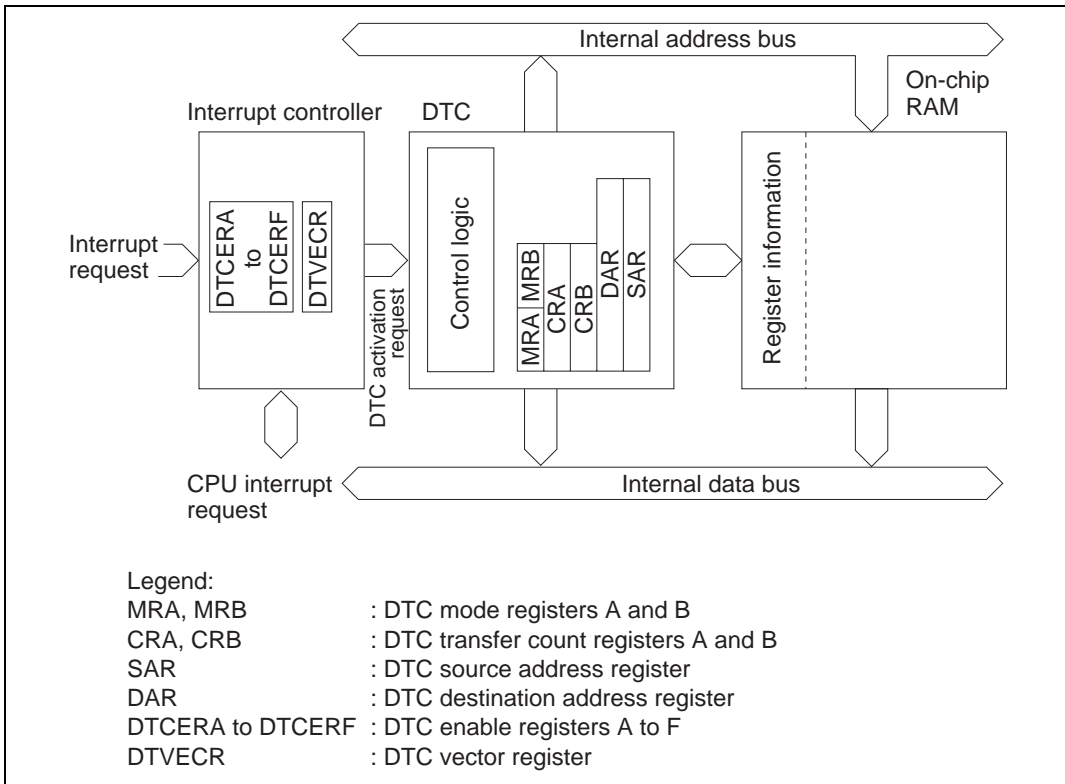 Internal address bus
On-chip
RAM
Interrupt controller
DTC
Interrupt
request
DTCERA
to
DTCERF
DTVECR
DTC activation
request
Control logic
MRA MRB
CRA
CRB
DAR
SAR
Register information
CPU interrupt
request
Internal data bus
Legend:
MRA, MRB : DTC mode registers A and B
CRA, CRB : DTC transfer count registers A and B
SAR : DTC source address register
DAR : DTC destination address register
DTCERA to DTCERF : DTC enable registers A to F
DTVECR : DTC vector register